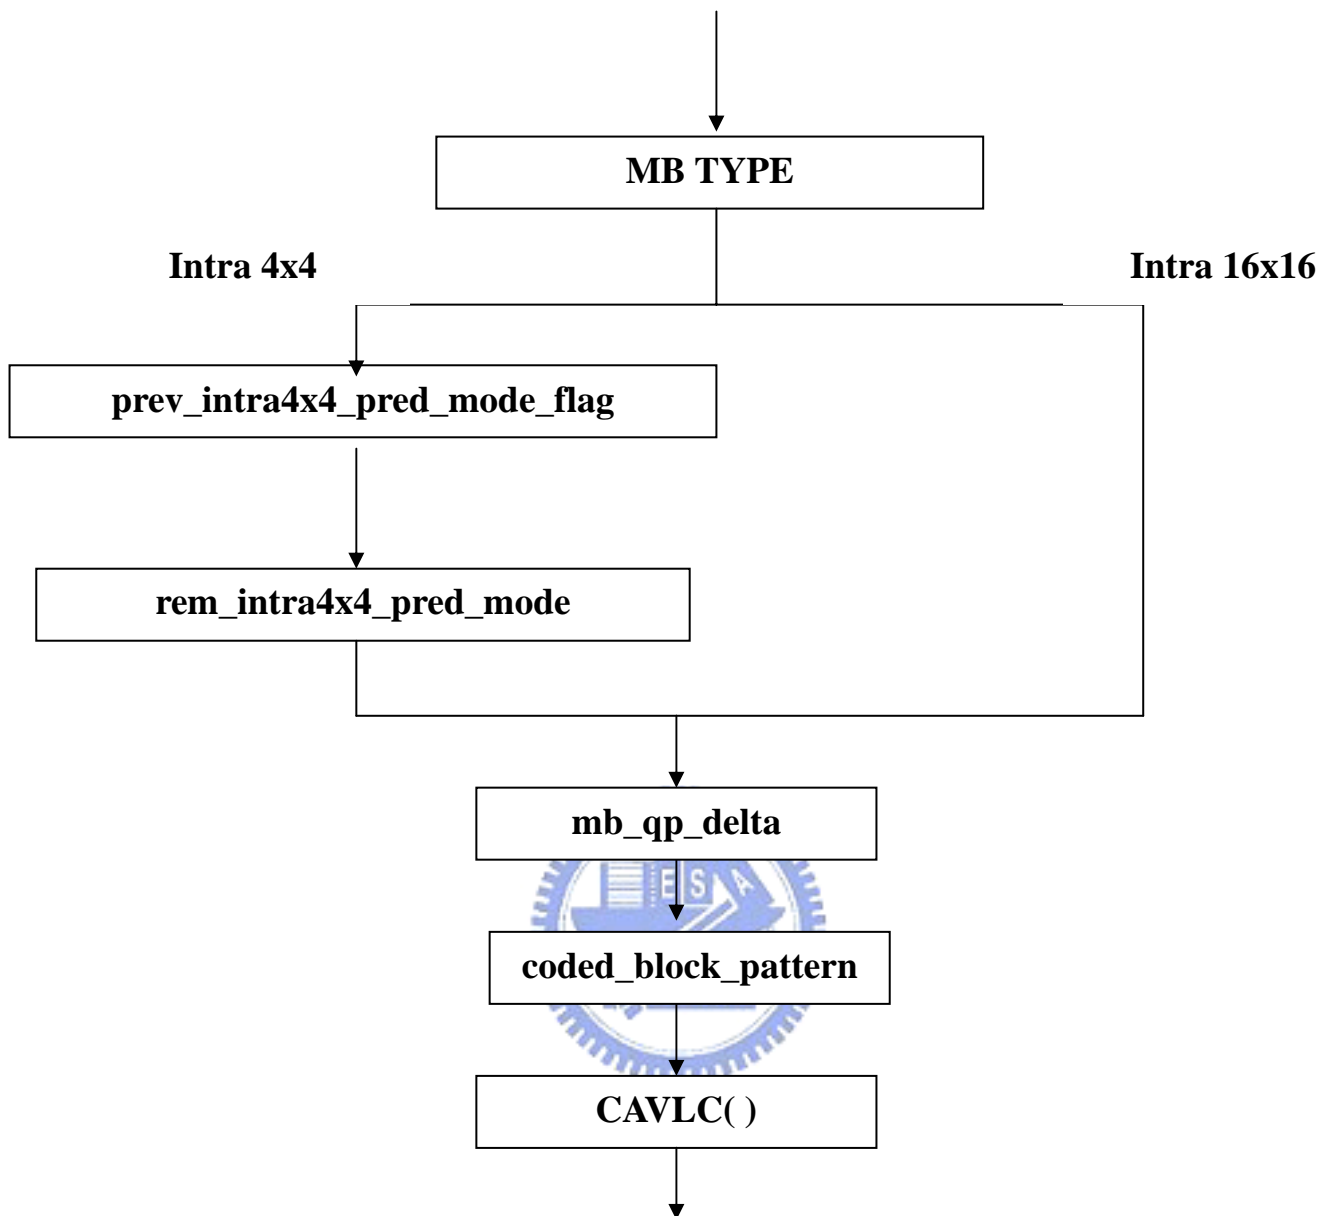 MB TYPE
Intra 4x4
Intra 16x16
prev_intra4x4_pred_mode_flag
rem_intra4x4_pred_mode
mb_qp_delta
E S A
coded_block_pattern
CAVLC( )